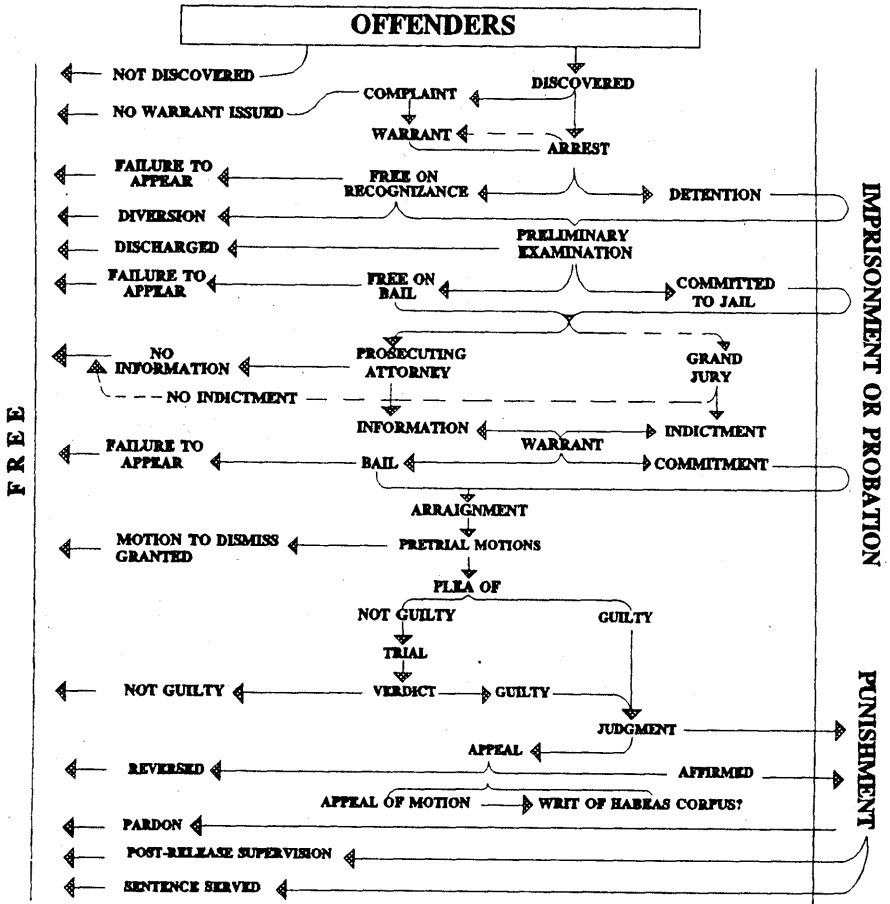 OFFENDERS
NOT DISCOVERED
DISCOVERED
COMPLAINT
NO WARRANT ISSUED
WARRANT
ARREST
FAILURE TO
APPEAR
FREE ON
RECOGNIZANCE
DETENTION
DIVERSION
PRELIMINARY
EXAMINATION
DISCHARGED
FAILURE TO
APPEAR
FREE ON
BAIL
COMMITTED
TO JAIL
NO
INFORMATION
PROSECUTING
ATTORNEY
GRAND
JURY
NO INDICTMENT
INFORMATION
WARRANT
INDICTMENT
FAILURE TO
APPEAR
BAIL
COMMITMENT
ARRAIGNMENT
MOTION TO DISMISS
GRANTED
PRETRIAL MOTIONS
PLEA OF
NOT GUILTY
GUILTY
TRIAL
NOT GUILTY
VERDICT
GUILTY
JUDGMENT
APPEAL
REVERSED
AFFIRMED
APPEAL OF MOTION
WRIT OF HABEAS CORPUS?
PARDON
POST-RELEASE SUPERVISION
SENTENCE SERVED
FREE
IMPRISONMENT OR PROBATION
PUNISHMENT